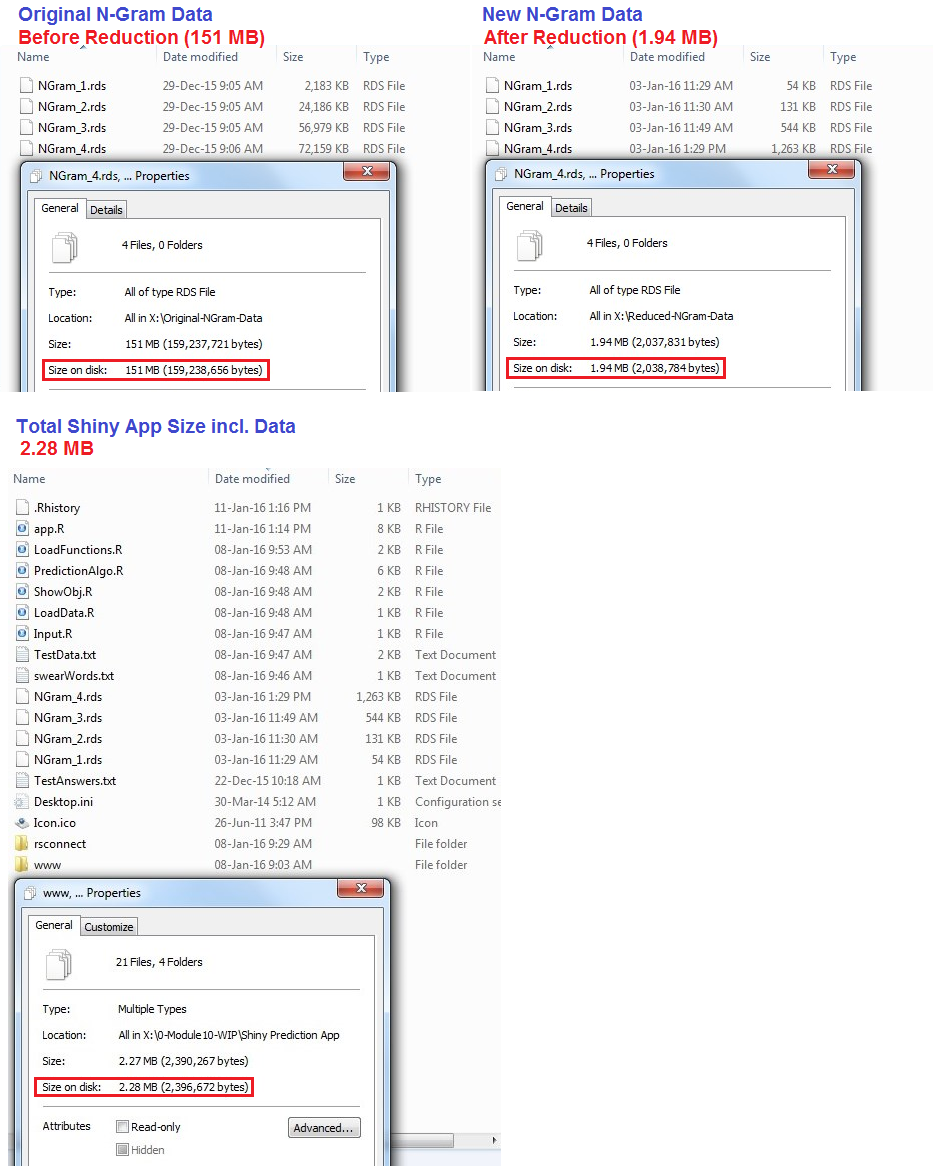 Original N-Gram Data
Before Reduction (151 MB)
Name Date modified Size Type
NGram_1.rds 29-Dec-15 9:05 AM 2,183 KB RDS File
NGram_2.rds 29-Dec-15 9:05 AM 24,186 KB RDS File
NGram_3.rds 29-Dec-15 9:05 AM 56,979 KB RDS File
NGram_4.rds 29-Dec-15 9:06 AM 72,159 KB RDS File
NGram_4.rds, ... Properties
General Details
4 Files, 0 Folders
Type: All of type RDS File
Location: All in X:\Original-NGram-Data
Size: 151 MB (159,237,721 bytes)
Size on disk: 151 MB (159,238,656 bytes)
New N-Gram Data
After Reduction (1.94 MB)
Name Date modified Size Type
NGram_1.rds 03-Jan-16 11:29 AM 54 KB RDS File
NGram_2.rds 03-Jan-16 11:30 AM 131 KB RDS File
NGram_3.rds 03-Jan-16 11:49 AM 544 KB RDS File
NGram_4.rds 03-Jan-16 1:29 PM 1,263 KB RDS File
NGram_4.rds, ... Properties
General Details
4 Files, 0 Folders
Type: All of type RDS File
Location: All in X:\Reduced-NGram-Data
Size: 1.94 MB (2,037,831 bytes)
Size on disk: 1.94 MB (2,038,784 bytes)
Total Shiny App Size incl. Data
2.28 MB
Name Date modified Size Type
.Rhistory 11-Jan-16 1:16 PM 1 KB RHISTORY File
app.R 11-Jan-16 1:14 PM 8 KB R File
LoadFunctions.R 08-Jan-16 9:53 AM 2 KB R File
PredictionAlgo.R 08-Jan-16 9:48 AM 6 KB R File
ShowObj.R 08-Jan-16 9:48 AM 2 KB R File
LoadData.R 08-Jan-16 9:48 AM 1 KB R File
Input.R 08-Jan-16 9:47 AM 1 KB R File
TestData.txt 08-Jan-16 9:47 AM 2 KB Text Document
swearWords.txt 08-Jan-16 9:46 AM 1 KB Text Document
NGram_4.rds 03-Jan-16 1:29 PM 1,263 KB RDS File
NGram_3.rds 03-Jan-16 11:49 AM 544 KB RDS File
NGram_2.rds 03-Jan-16 11:30 AM 131 KB RDS File
NGram_1.rds 03-Jan-16 11:29 AM 54 KB RDS File
TestAnswers.txt 22-Dec-15 10:18 AM 1 KB Text Document
Desktop.ini 30-Mar-14 5:12 AM 1 KB Configuration se
Icon.ico 26-Jun-11 3:47 PM 98 KB Icon
rsconnect 08-Jan-16 9:29 AM File folder
www 08-Jan-16 9:03 AM File folder
www, ... Properties
General Customize
21 Files, 4 Folders
Type: Multiple Types
Location: All in X:\0-Module10-WIP\Shiny Prediction App
Size: 2.27 MB (2,390,267 bytes)
Size on disk: 2.28 MB (2,396,672 bytes)
Attributes Read-only Advanced...
Hidden